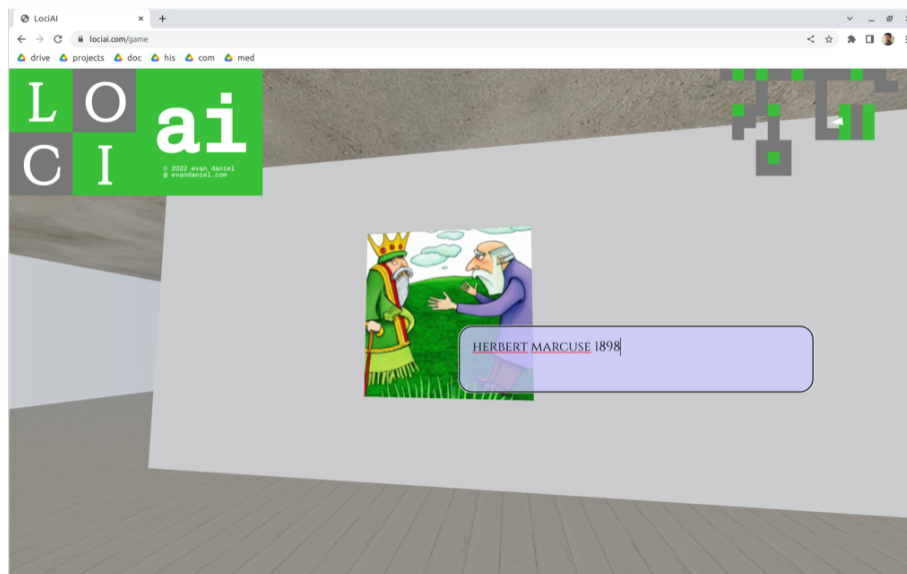 LociAI
lociai.com/game
drive projects doc his com med
L O
C I
ai
© 2022 evan daniel
@ evandaniel.com
HERBERT MARCUSE 1898